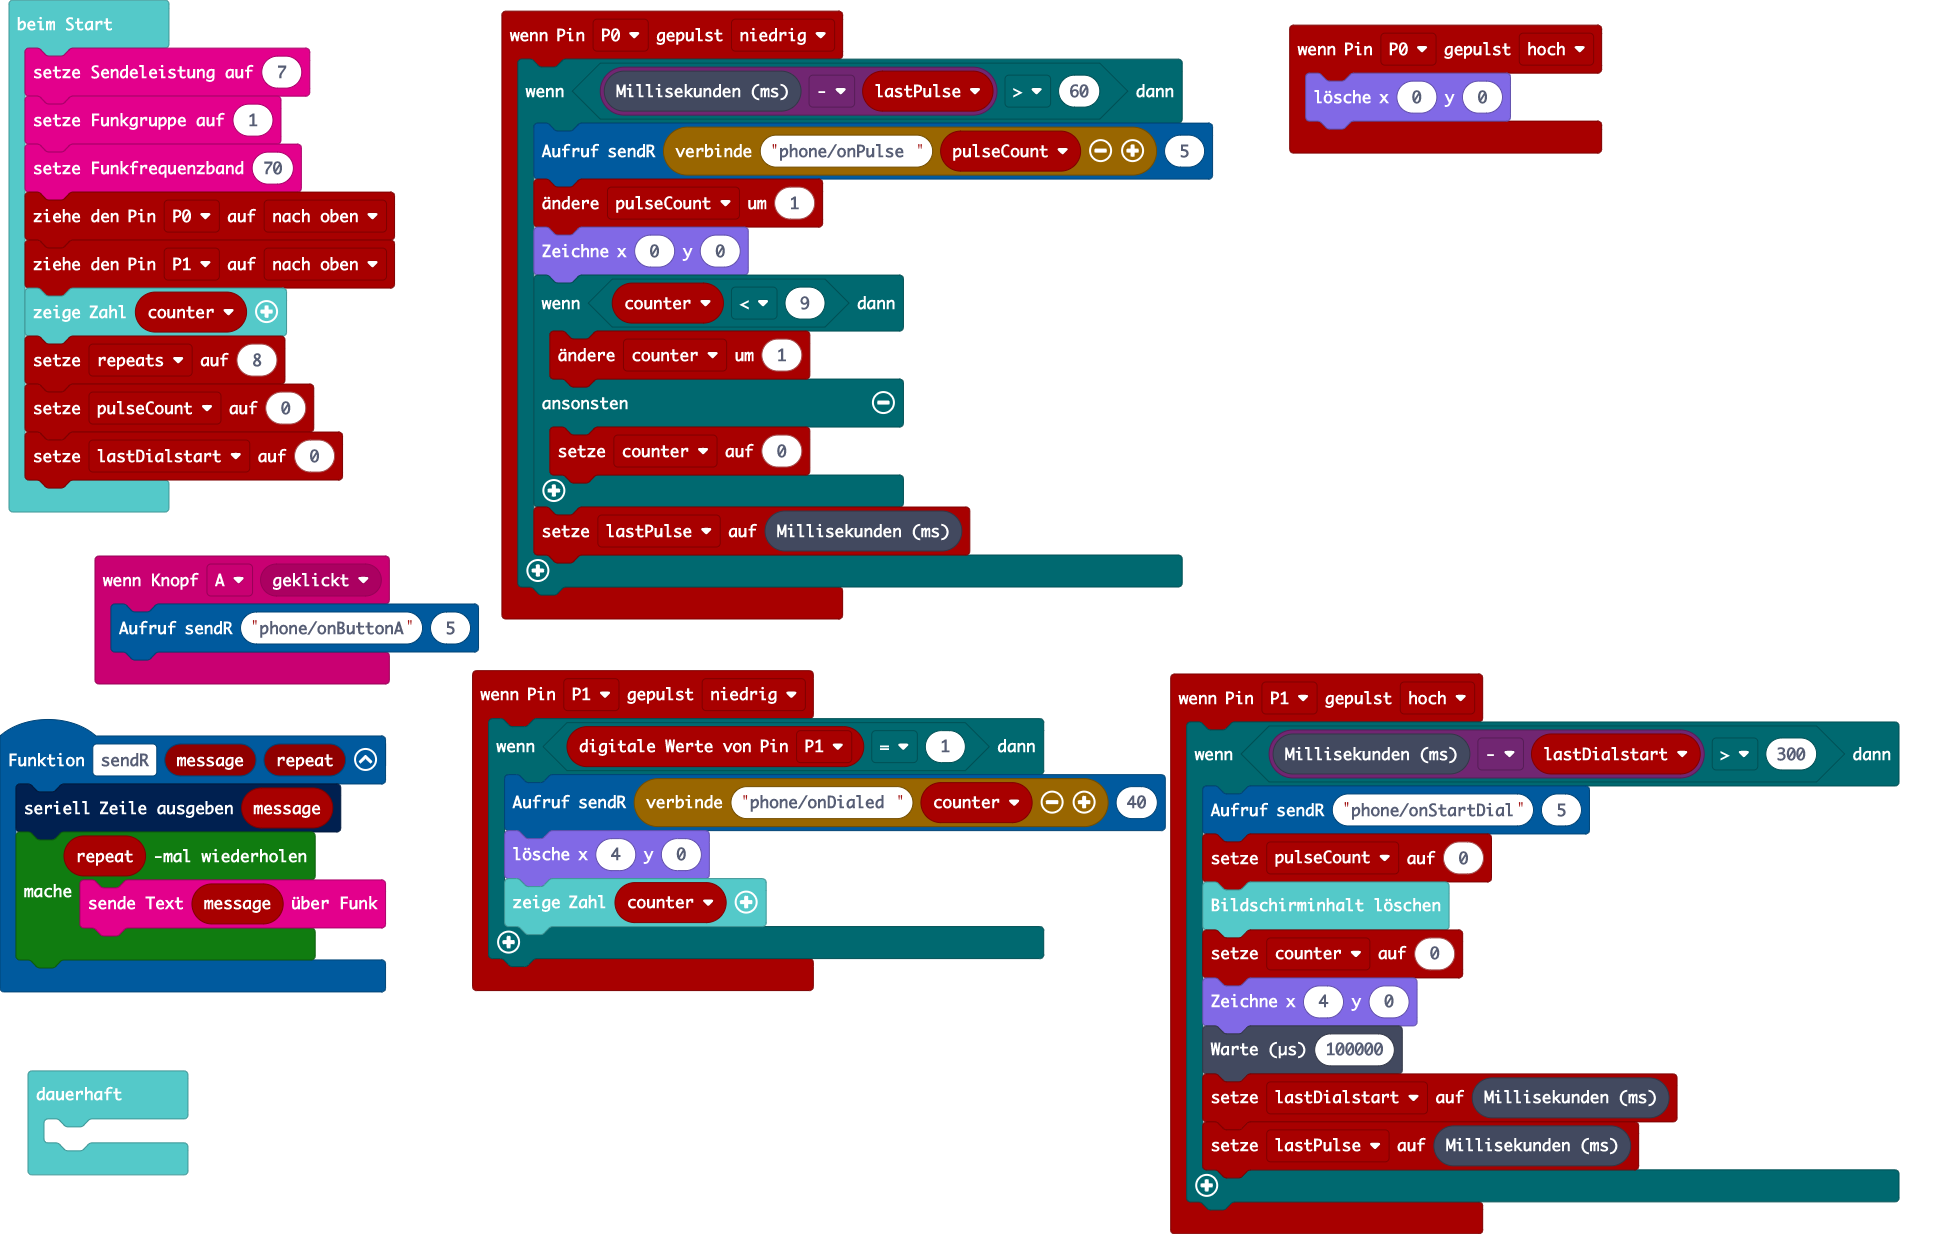 beim Start
setze Sendeleistung auf 7
setze Funkgruppe auf 1
setze Funkfrequenzband 70
ziehe den Pin P0 auf nach oben
ziehe den Pin P1 auf nach oben
zeige Zahl counter
setze repeats auf 8
setze pulseCount auf 0
setze lastDialstart auf 0
wenn Knopf A geklickt
Aufruf sendR "phone/onButtonA" 5
Funktion sendR message repeat
seriell Zeile ausgeben message
repeat -mal wiederholen
mache
sende Text message über Funk
dauerhaft
wenn Pin P0 gepulst niedrig
wenn Millisekunden (ms) - lastPulse > 60 dann
Aufruf sendR verbinde "phone/onPulse " pulseCount 5
ändere pulseCount um 1
Zeichne x 0 y 0
wenn counter < 9 dann
ändere counter um 1
ansonsten
setze counter auf 0
setze lastPulse auf Millisekunden (ms)
wenn Pin P1 gepulst niedrig
wenn digitale Werte von Pin P1 = 1 dann
Aufruf sendR verbinde "phone/onDialed " counter 40
lösche x 4 y 0
zeige Zahl counter
wenn Pin P0 gepulst hoch
lösche x 0 y 0
wenn Pin P1 gepulst hoch
wenn Millisekunden (ms) - lastDialstart > 300 dann
Aufruf sendR "phone/onStartDial" 5
setze pulseCount auf 0
Bildschirminhalt löschen
setze counter auf 0
Zeichne x 4 y 0
Warte (µs) 100000
setze lastDialstart auf Millisekunden (ms)
setze lastPulse auf Millisekunden (ms)